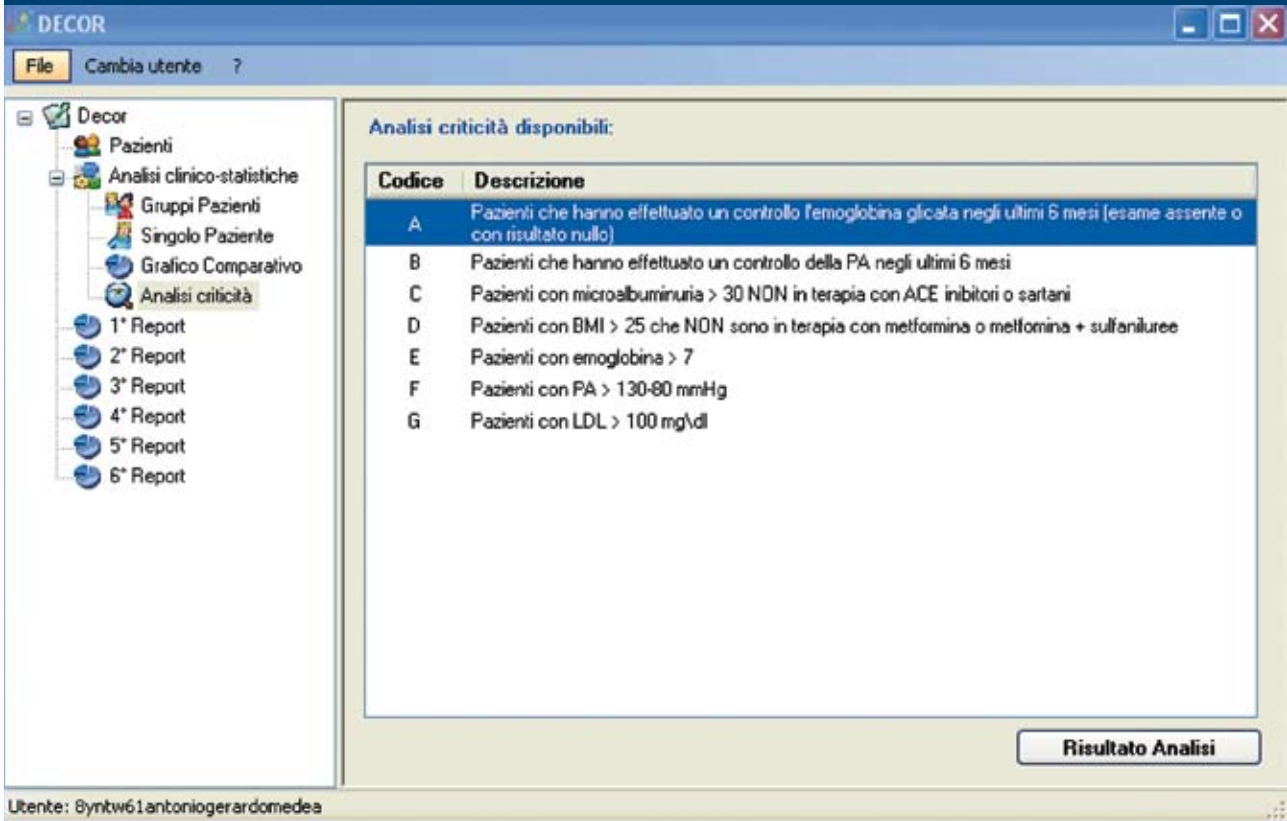 DECOR
File Cambia utente ?
Decor
Pazienti
Analisi clinico-statistiche
Gruppi Pazienti
Singolo Paziente
Grafico Comparativo
Analisi criticità
1° Report
2° Report
3° Report
4° Report
5° Report
6° Report
Analisi criticità disponibili:
Codice Descrizione
A Pazienti che hanno effettuato un controllo l'emoglobina glicata negli ultimi 6 mesi (esame assente o
con risultato nullo)
B Pazienti che hanno effettuato un controllo della PA negli ultimi 6 mesi
C Pazienti con microalbuminuria > 30 NON in terapia con ACE inibitori o sartani
D Pazienti con BMI > 25 che NON sono in terapia con metformina o metfomina + sulfaniluree
E Pazienti con emoglobina > 7
F Pazienti con PA > 130-80 mmHg
G Pazienti con LDL > 100 mg\dl
Risultato Analisi
Utente: 8yntw61antoniogerardomedea